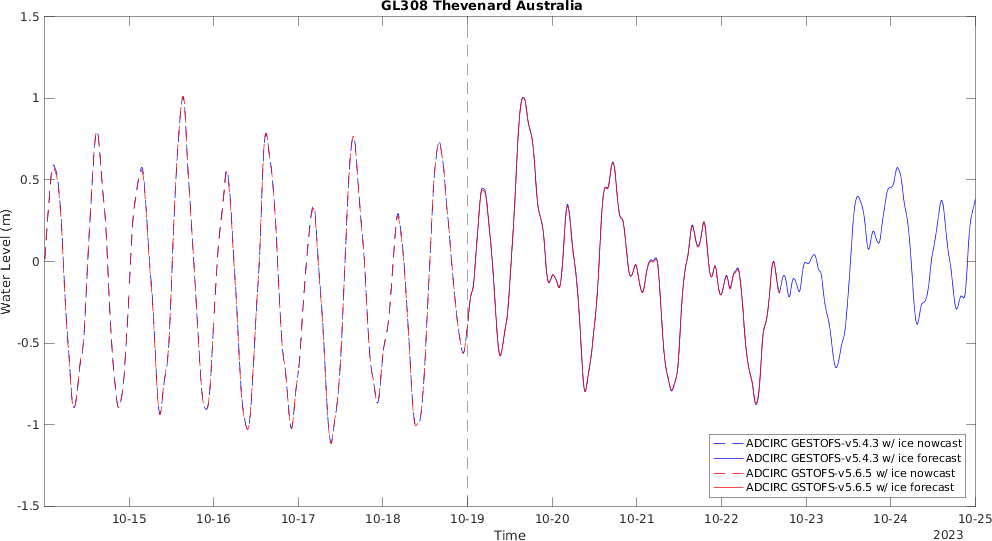 GL308 Thevenard Australia
1.5
1
0.5
0
-0.5
-1
-1.5
Water Level (m)
10-15
10-16
10-17
10-18
10-19
10-20
10-21
10-22
10-23
10-24
10-25
Time
2023
ADCIRC GESTOFS-v5.4.3 w/ ice nowcast
ADCIRC GESTOFS-v5.4.3 w/ ice forecast
ADCIRC GSTOFS-v5.6.5 w/ ice nowcast
ADCIRC GSTOFS-v5.6.5 w/ ice forecast